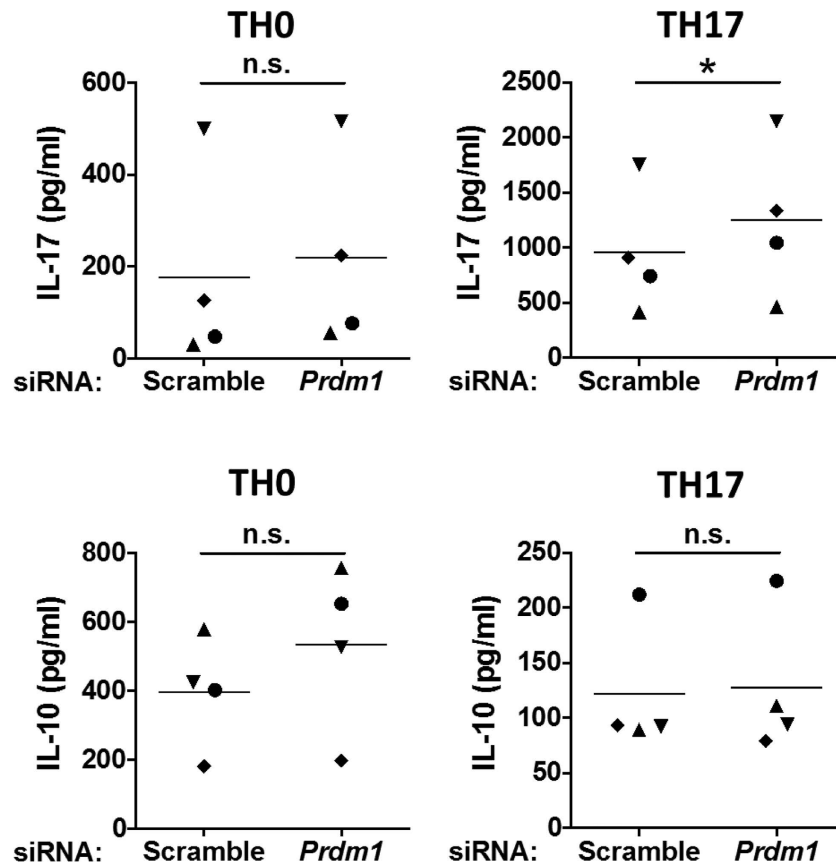 TH0
n.s.
600
400
200
0
IL-17 (pg/ml)
siRNA: Scramble Prdm1
TH17
*
2500
2000
1500
1000
500
0
IL-17 (pg/ml)
siRNA: Scramble Prdm1
TH0
n.s.
800
600
400
200
0
IL-10 (pg/ml)
siRNA: Scramble Prdm1
TH17
n.s.
250
200
150
100
50
0
IL-10 (pg/ml)
siRNA: Scramble Prdm1